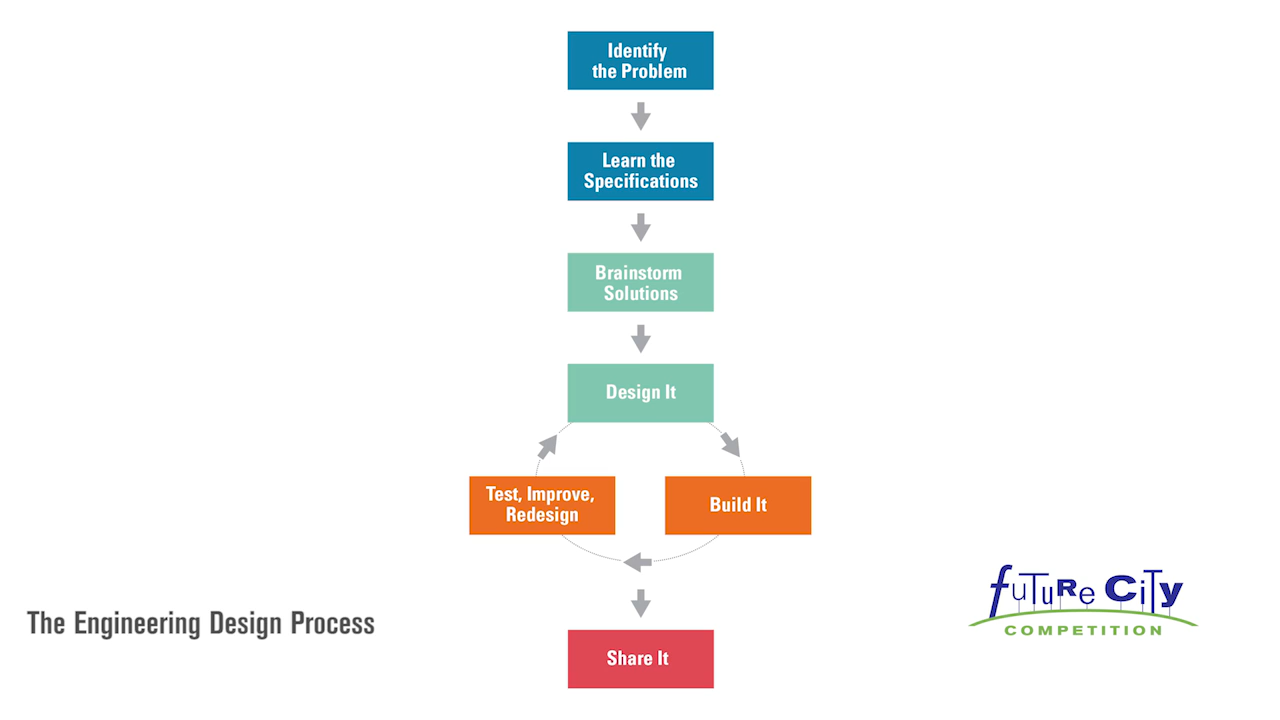 Identify
the Problem
Learn the
Specifications
Brainstorm
Solutions
Design It
Test, Improve,
Redesign
Build It
Share It
The Engineering Design Process
FuTuRe CiTy
COMPETITION